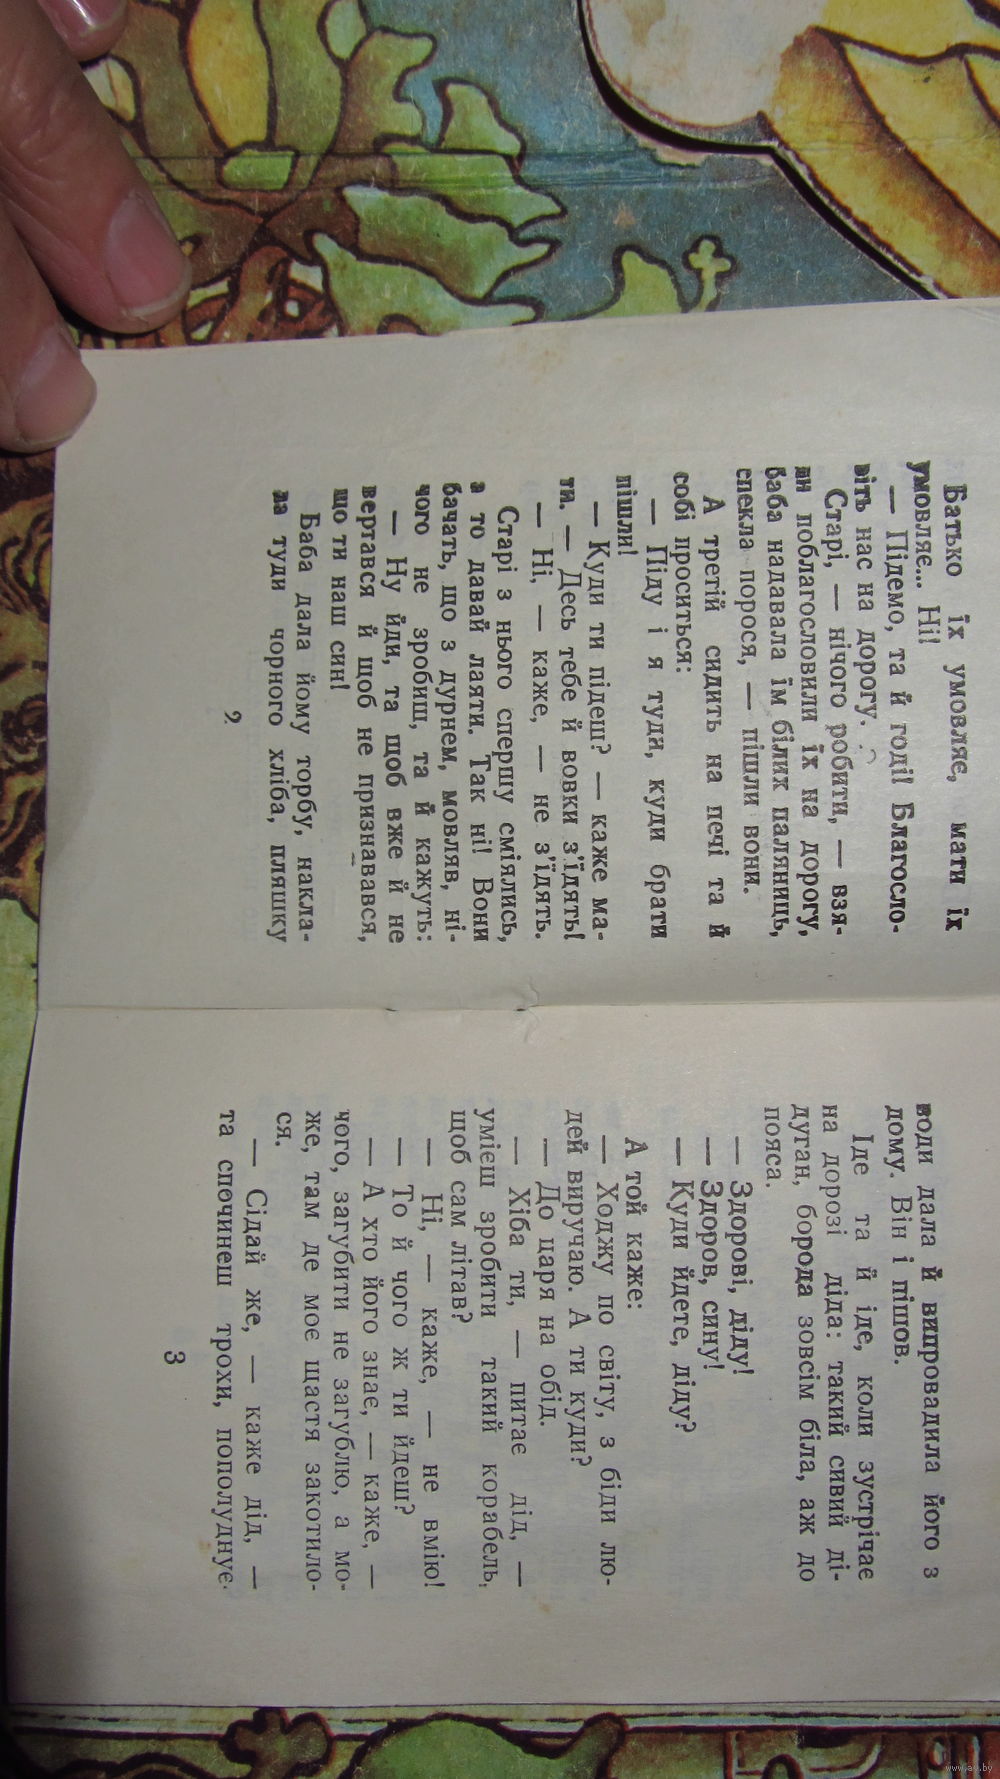 Батько їх умовляє, мати їх
умовляє... Ні!
— Підемо, та й годі! Благосло-
віть нас на дорогу.
Старі, — нічого робити, — взя-
ли поблагословили їх на дорогу,
баба надавала їм білих паляниць,
спекла порося, — пішли вони.
А третій сидить на печі та й
собі проситься:
— Піду і я туди, куди брати
пішли!
— Куди ти підеш? — каже ма-
ти. — Десь тебе й вовки з'їдять!
— Ні, — каже, — не з'їдять.
Старі з нього спершу сміялись,
а то давай лаяти. Так ні! Вони
бачать, що з дурнем, мовляв, ні-
чого не зробиш, та й кажуть:
— Ну йди, та щоб вже й не
вертався й щоб не признавався,
що ти наш син!
Баба дала йому торбу, накла-
ла туди чорного хліба, пляшку
2
води дала й випровадила його з
дому. Він і пішов.
Іде та й іде, коли зустрічає
на дорозі діда: такий сивий ді-
дуган, борода зовсім біла, аж до
пояса.
— Здорові, діду!
— Здоров, сину!
— Куди йдете, діду?
А той каже:
— Ходжу по світу, з біди лю-
дей виручаю. А ти куди?
— До царя на обід.
— Хіба ти, — питає дід, —
умієш зробити такий корабель,
щоб сам літав?
— Ні, — каже, — не вмію!
— То й чого ж ти йдеш?
— А хто його знає, — каже, —
чого, загубити не загублю, а мо-
же, там де моє щастя закотило-
ся.
— Сідай же, — каже дід, —
та спочинеш трохи, пополуднує-
3
www.ay.by